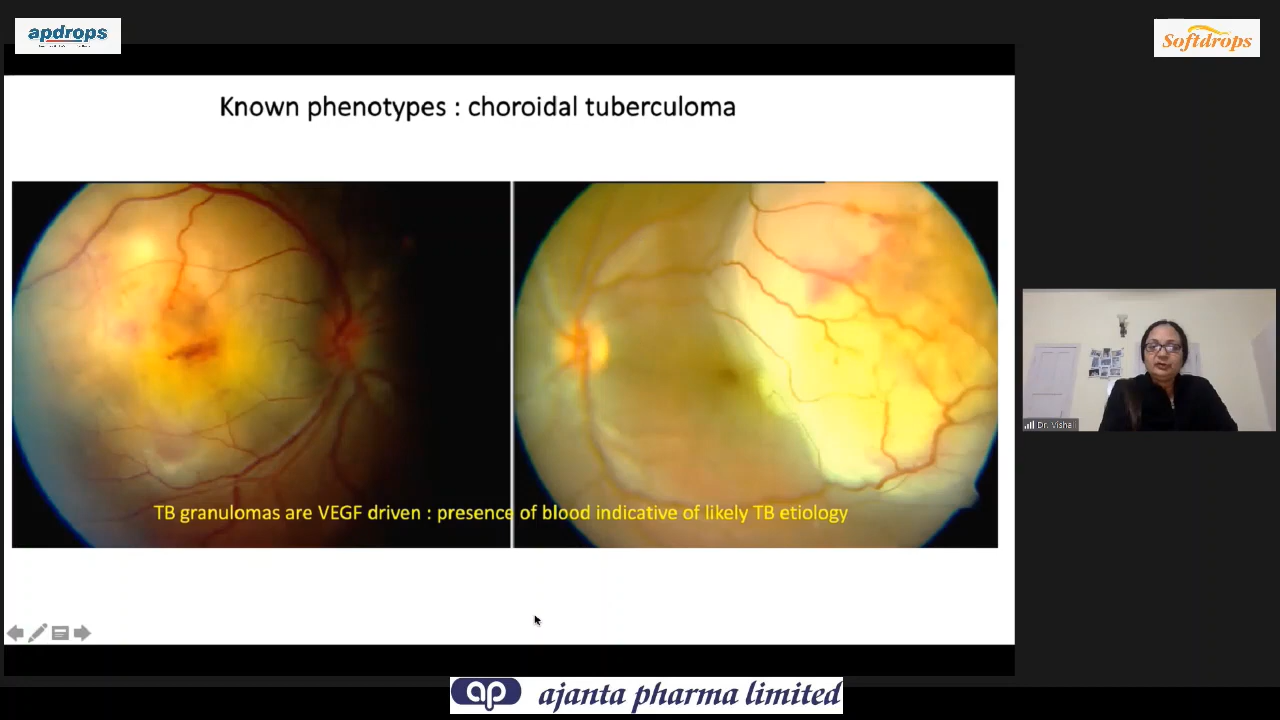 apdrops
Softdrops
Known phenotypes : choroidal tuberculoma
TB granulomas are VEGF driven : presence of blood indicative of likely TB etiology
Dr. Vishali
ap ajanta pharma limited